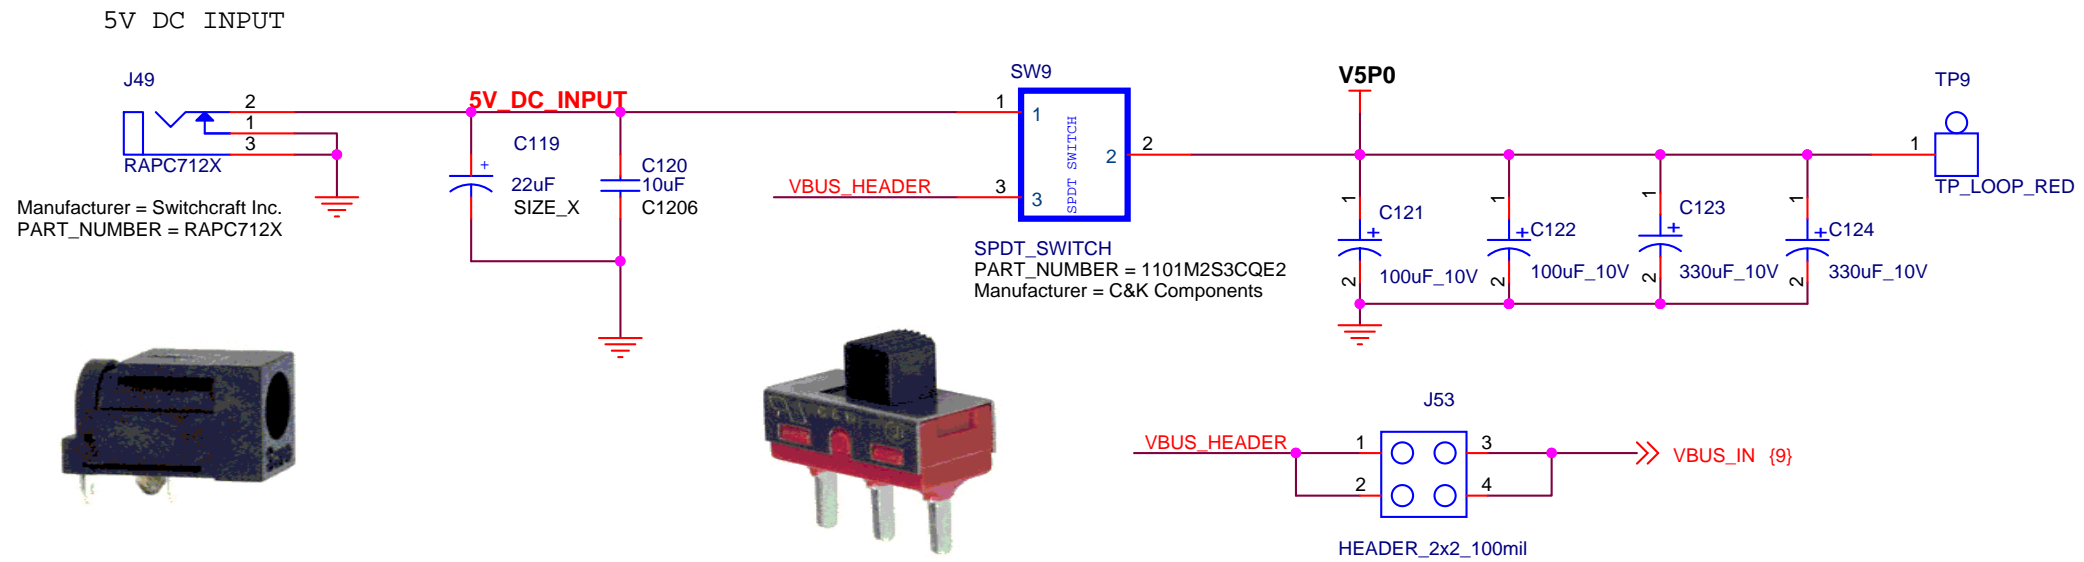 5V DC INPUT
J49
2
1
3
RAPC712X
Manufacturer = Switchcraft Inc.
PART_NUMBER = RAPC712X
5V_DC_INPUT
C119
+
22uF
SIZE_X
C120
10uF
C1206
VBUS_HEADER
SW9
1
3
1
3
SPDT SWITCH
2
2
SPDT_SWITCH
PART_NUMBER = 1101M2S3CQE2
Manufacturer = C&K Components
V5P0
1
+
C121
100uF_10V
2
1
+
C122
100uF_10V
2
1
+
C123
330uF_10V
2
1
+
C124
330uF_10V
2
TP9
1
TP_LOOP_RED
J53
VBUS_HEADER
1
2
3
4
VBUS_IN {9}
HEADER_2x2_100mil